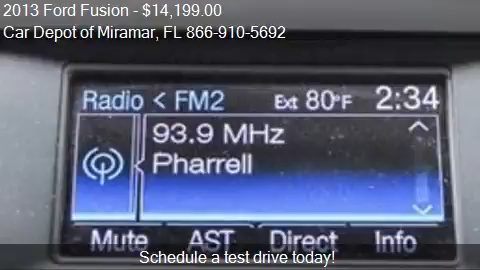 2013 Ford Fusion - $14,199.00
Car Depot of Miramar, FL 866-910-5692
Radio < FM2 Ext 80°F 2:34
93.9 MHz
Pharrell
Mute AST Direct Info
Schedule a test drive today!